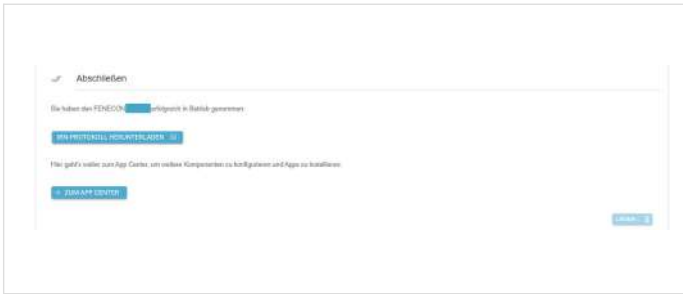 Abschließen
Sie haben den FENECON erfolgreich in Betrieb genommen
IBN-PROTOKOLL HERUNTERLADEN
Hier geht's weiter zum App Center, um weitere Komponenten zu konfigurieren und Apps zu installieren:
ZUM APP CENTER